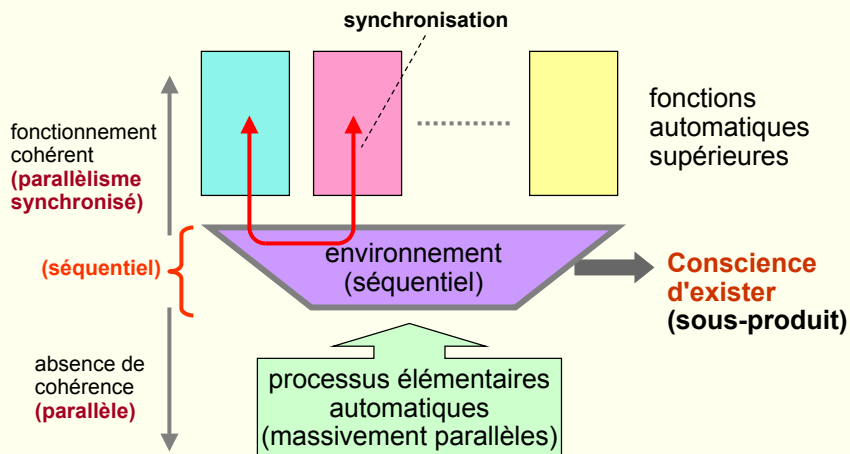 synchronisation
fonctionnement
cohérent
(parallèlisme
synchronisé)
fonctions
automatiques
supérieures
(séquentiel)
environnement
(séquentiel)
Conscience
d'exister
(sous-produit)
absence de
cohérence
(parallèle)
processus élémentaires
automatiques
(massivement parallèles)